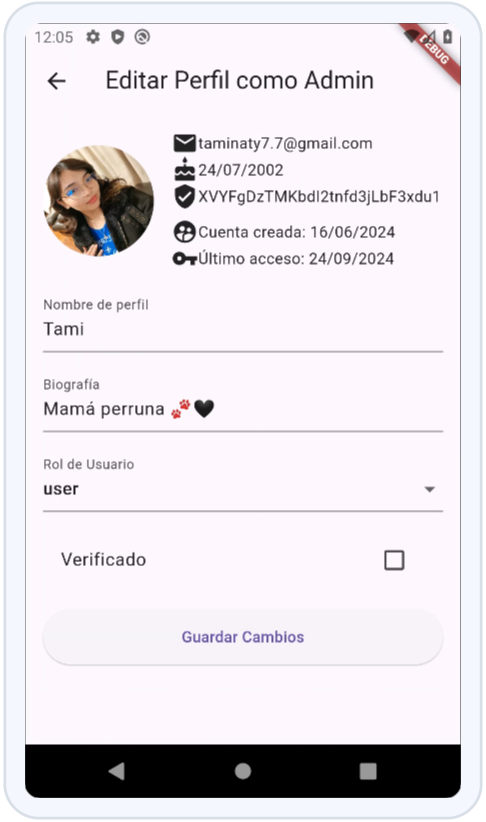 12:05
DEBUG
Editar Perfil como Admin
taminaty7.7@gmail.com
24/07/2002
XVYFgDzTMKbdI2tnfd3jLbF3xdu1
Cuenta creada: 16/06/2024
Último acceso: 24/09/2024
Nombre de perfil
Tami
Biografía
Mamá perruna 🐾🖤
Rol de Usuario
user
Verificado
Guardar Cambios